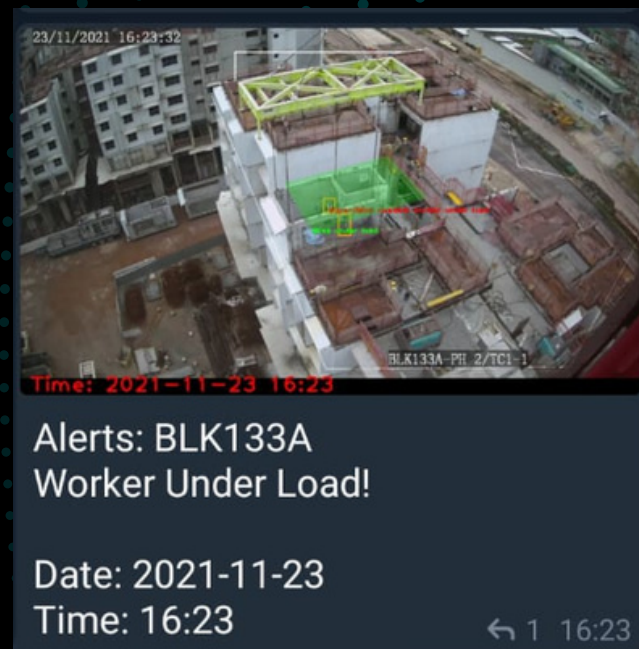 23/11/2021 16:23:32
BLK133A-PH 2/TC1-1
Time: 2021-11-23 16:23
Alerts: BLK133A
Worker Under Load!
Date: 2021-11-23
Time: 16:23
1 16:23